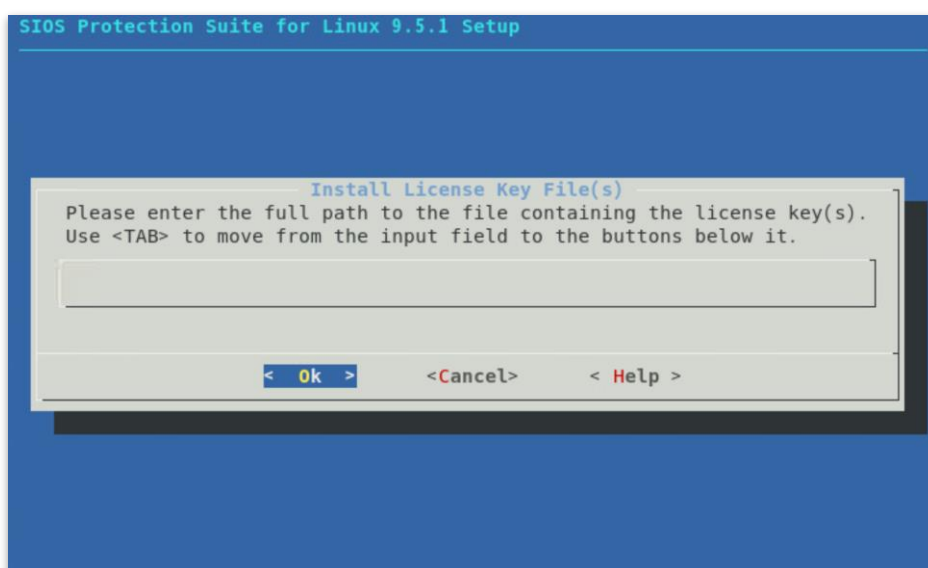 SIOS Protection Suite for Linux 9.5.1 Setup
Install License Key File(s)
Please enter the full path to the file containing the license key(s).
Use <TAB> to move from the input field to the buttons below it.
< Ok > <Cancel> < Help >